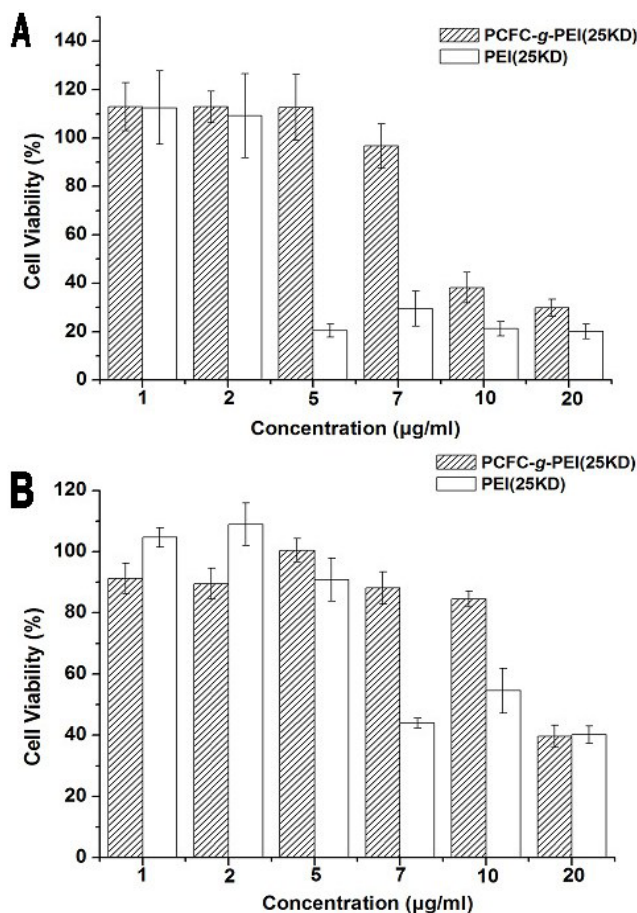 A
PCFC-g-PEI(25KD)
PEI(25KD)
140
120
100
80
60
40
20
0
Cell Viability (%)
1 2 5 7 10 20
Concentration (µg/ml)
B
PCFC-g-PEI(25KD)
PEI(25KD)
120
100
80
60
40
20
0
Cell Viability (%)
1 2 5 7 10 20
Concentration (µg/ml)